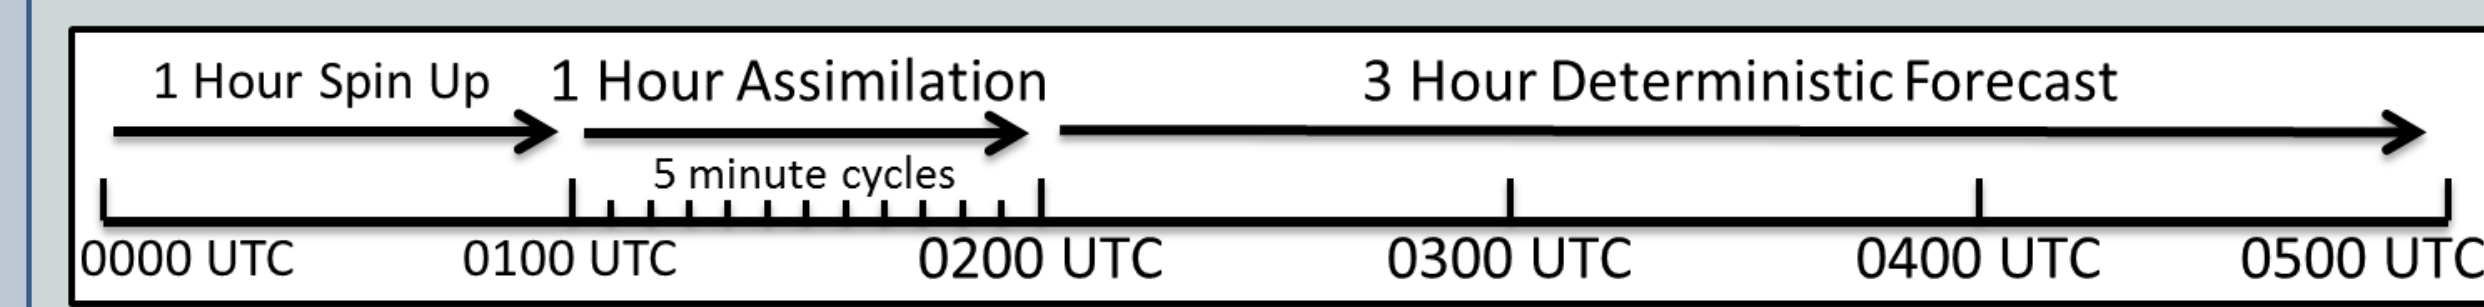 1 Hour Spin Up 1 Hour Assimilation 3 Hour Deterministic Forecast
5 minute cycles
0000 UTC 0100 UTC 0200 UTC 0300 UTC 0400 UTC 0500 UTC